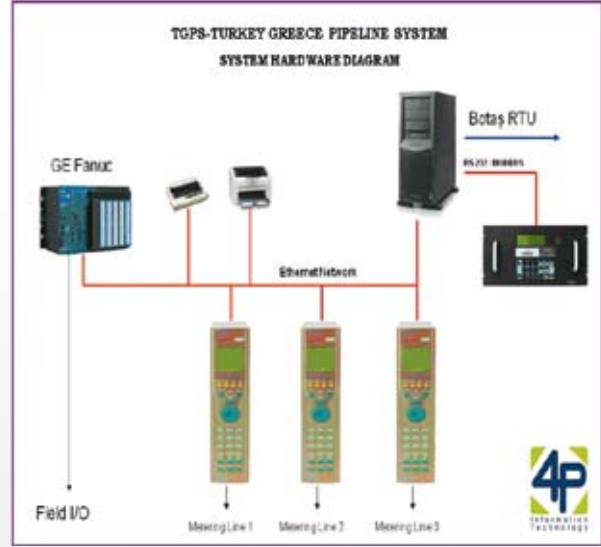 TGPS-TURKEY GREECE PIPELINE SYSTEM
SYSTEM HARDWARE DIAGRAM
Botaş RTU
GE Fanuc
RS232
Ethernet Network
Field I/O
Metering Line 1
Metering Line 2
Metering Line 3
4P
Information
Technology